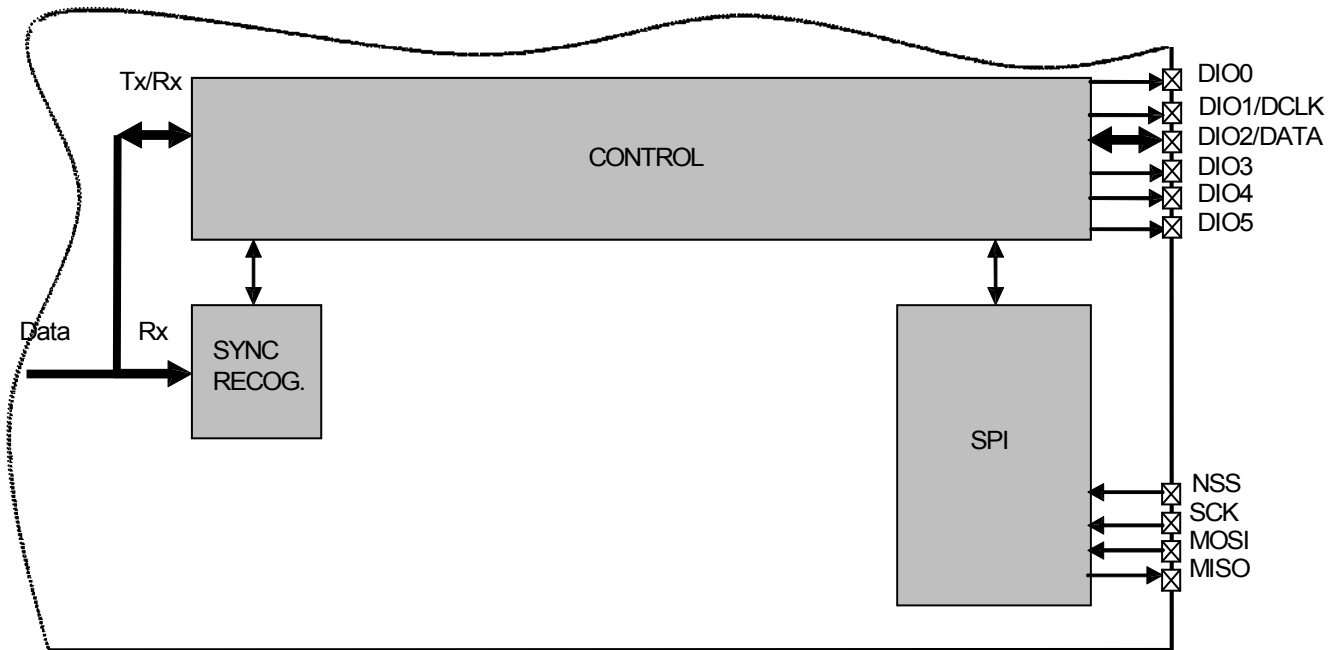 Tx/Rx
CONTROL
DIO0
DIO1/DCLK
DIO2/DATA
DIO3
DIO4
DIO5
Data
Rx
SYNC
RECOG.
SPI
NSS
SCK
MOSI
MISO